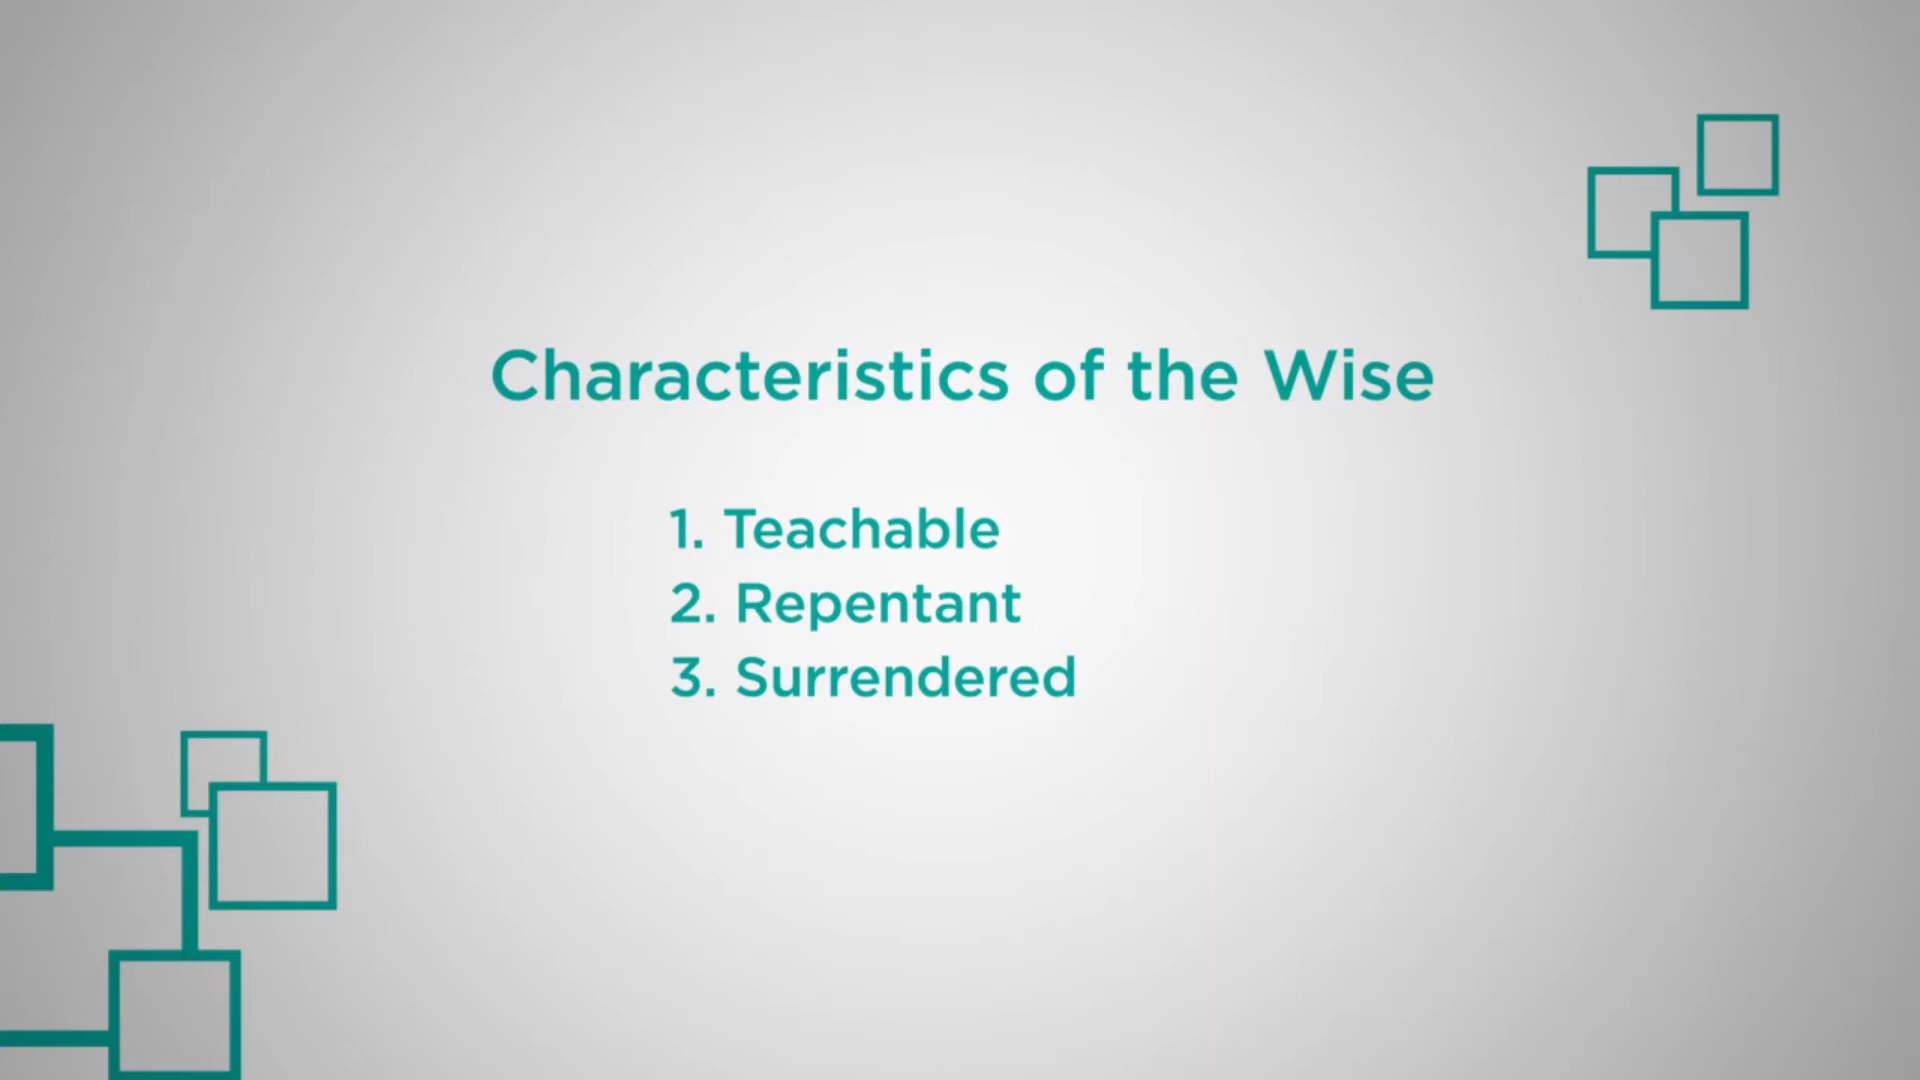 Characteristics of the Wise
1. Teachable
2. Repentant
3. Surrendered